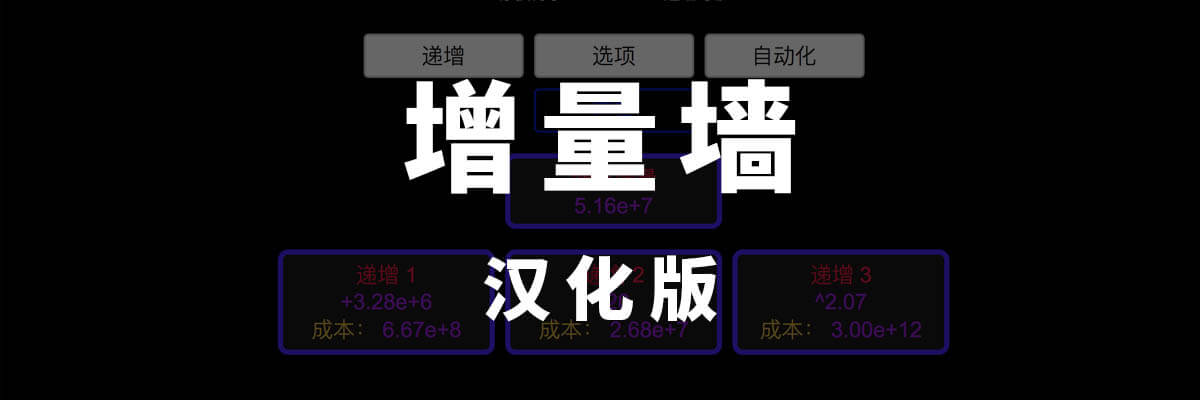 递增 选项 自动化
增量墙
5.16e+7
汉化版
递增 1 2 递增 3
+3.28e+6 ^2.07
成本： 6.67e+8 成本： 2.68e+7 成本： 3.00e+12